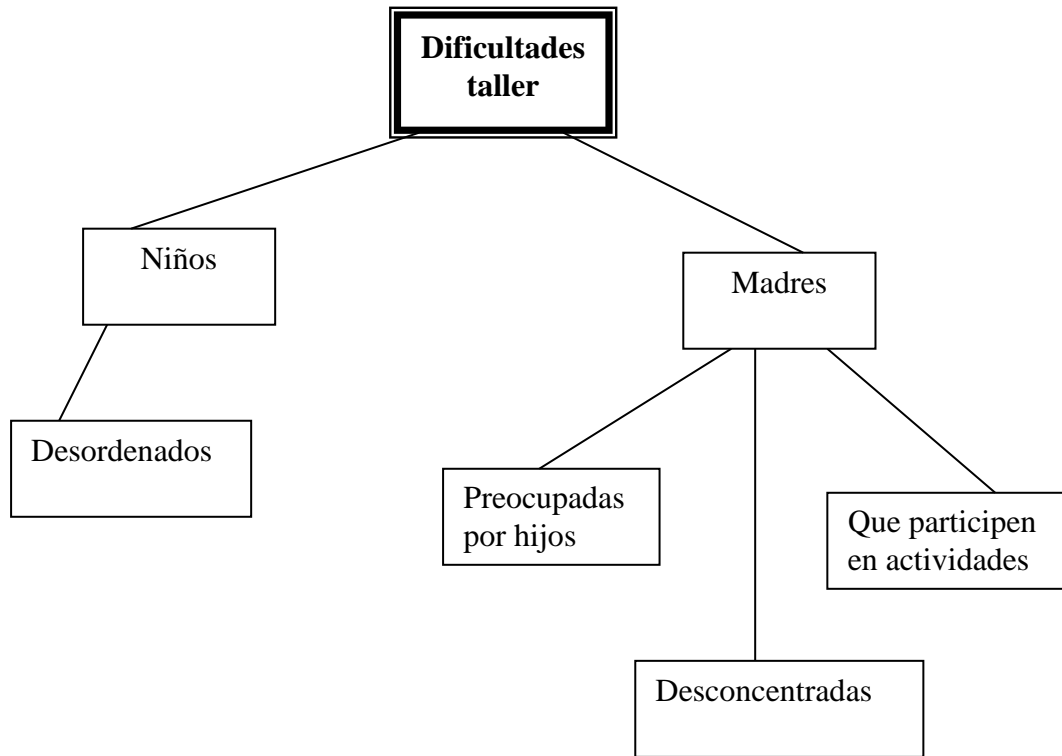 Dificultades
taller
Niños
Madres
Desordenados
Preocupadas
por hijos
Que participen
en actividades
Desconcentradas